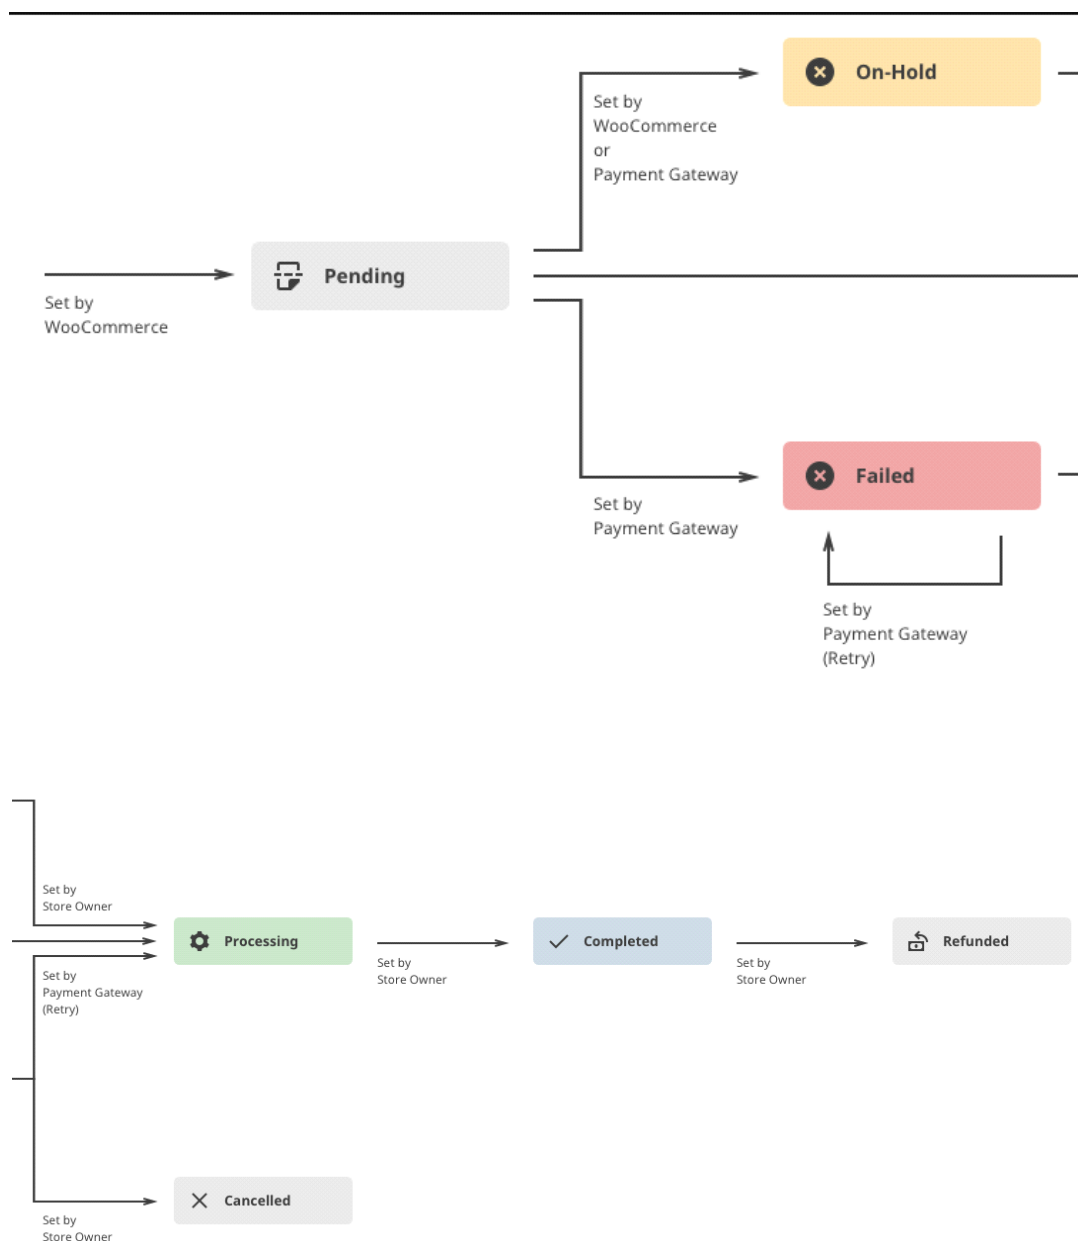 On-Hold
Set by
WooCommerce
or
Payment Gateway
Pending
Set by
WooCommerce
Failed
Set by
Payment Gateway
Set by
Payment Gateway
(Retry)
Set by
Store Owner
Processing
Completed
Refunded
Set by
Payment Gateway
(Retry)
Set by
Store Owner
Set by
Store Owner
Cancelled
Set by
Store Owner